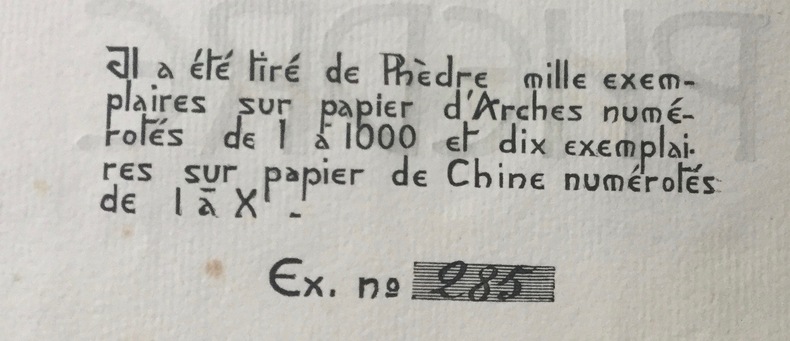 Il a été tiré de Phèdre mille exem-
plaires sur papier d'Arches numé-
rotés de 1 à 1000 et dix exemplai-
res sur papier de Chine numérotés
de I à X -
Ex. nº 285